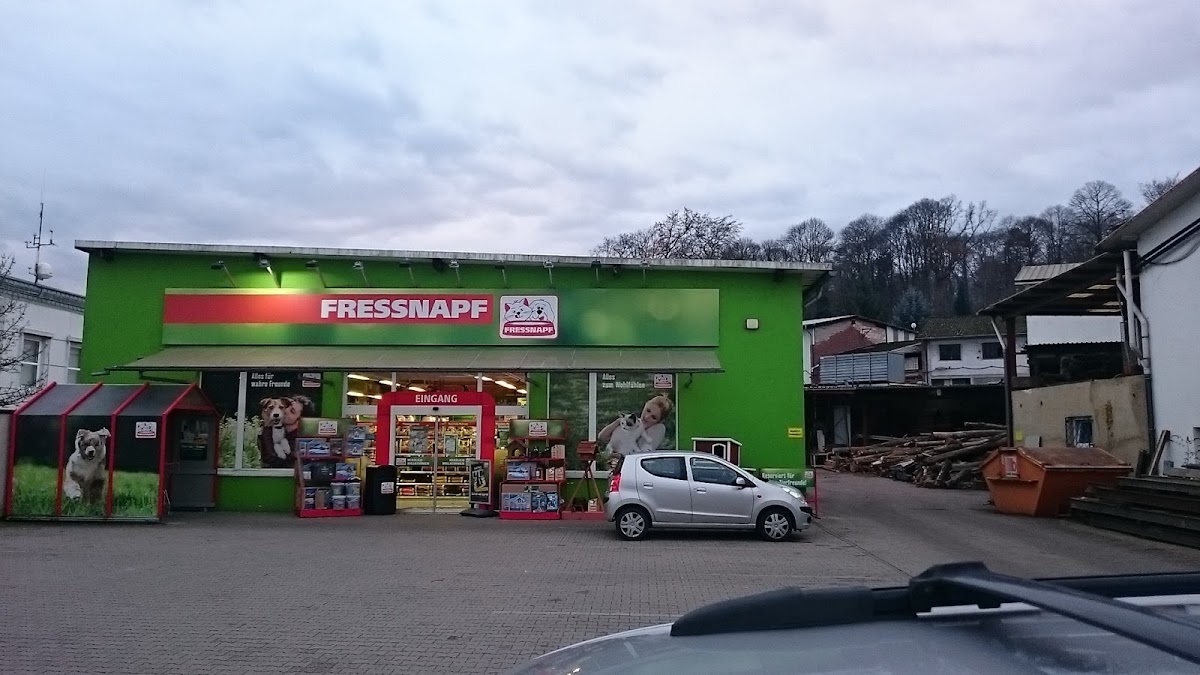 FRESSNAPF
FRESSNAPF
Alles für
wahre Freunde
EINGANG
Alles
zum Wohlfühlen